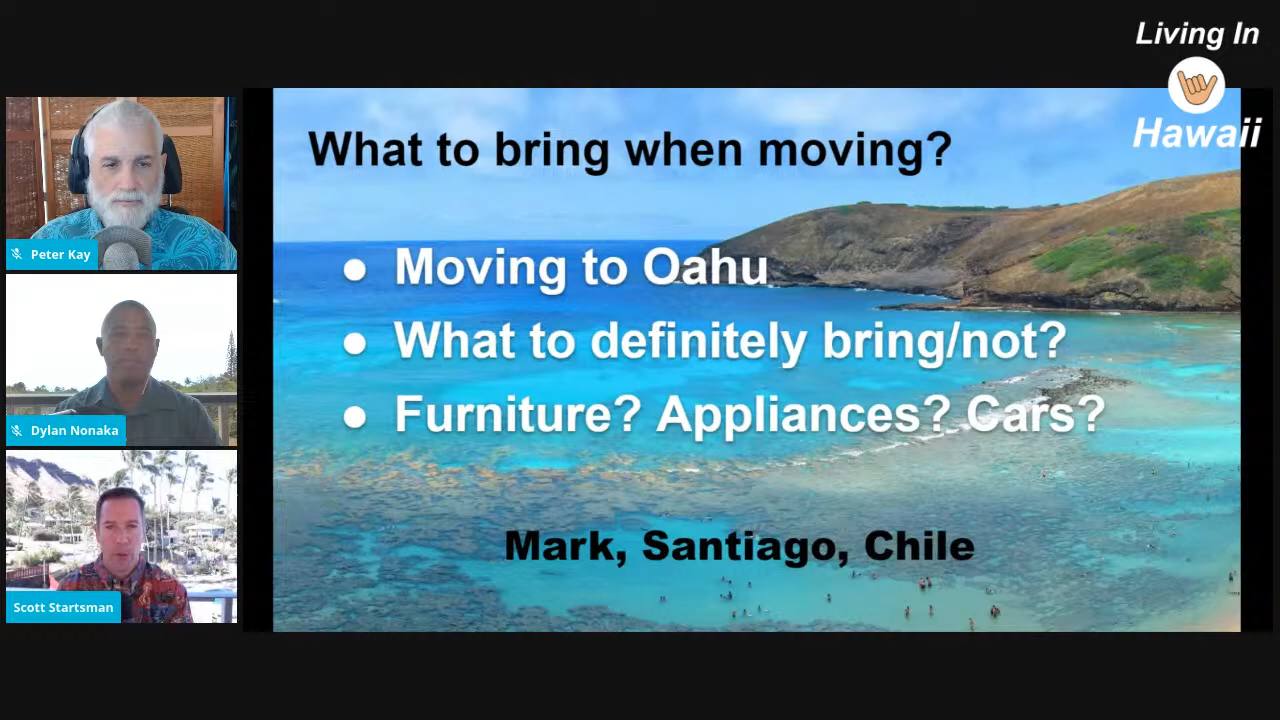 Living In
Hawaii
What to bring when moving?
● Moving to Oahu
● What to definitely bring/not?
● Furniture? Appliances? Cars?
Mark, Santiago, Chile
Peter Kay
Dylan Nonaka
Scott Startsman